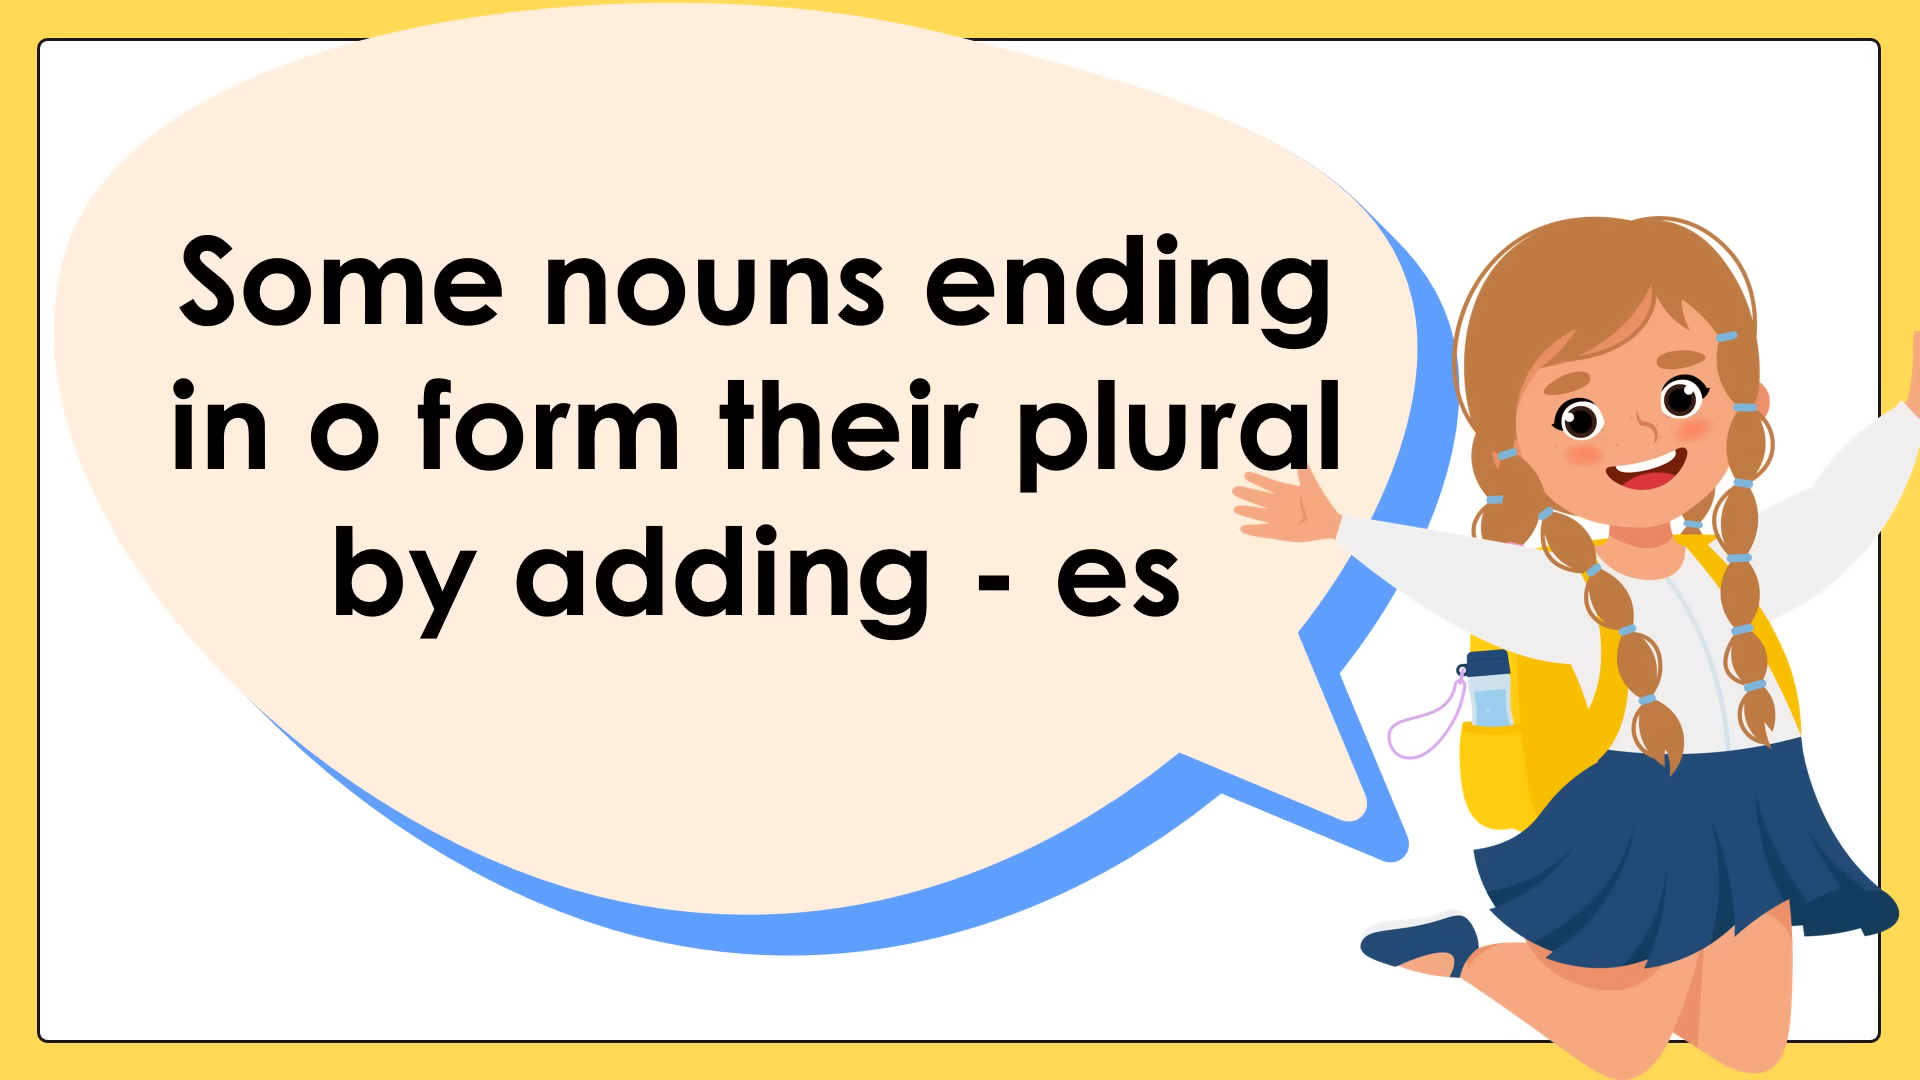 Some nouns ending
in o form their plural
by adding - es